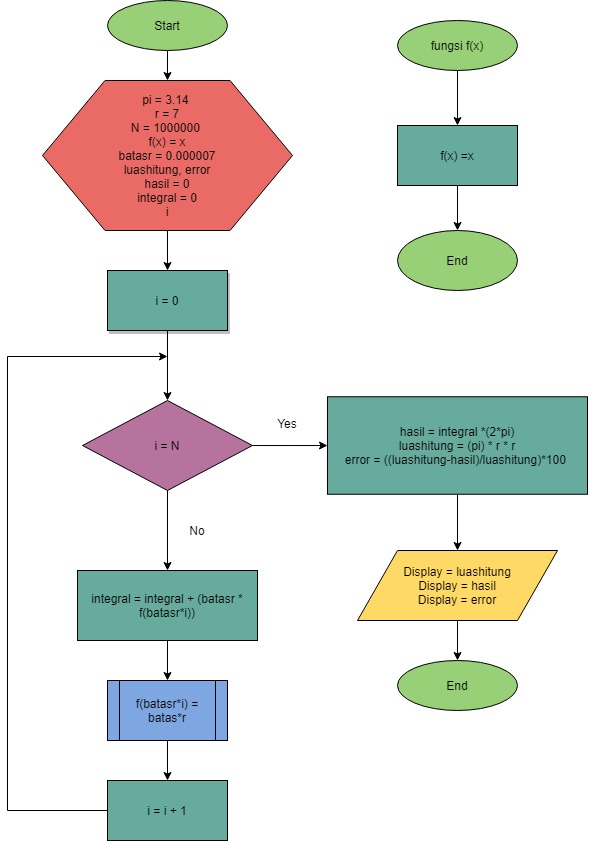 Start
pi = 3.14
r = 7
N = 1000000
f(x) = x
batasr = 0.000007
luashitung, error
hasil = 0
integral = 0
i
i = 0
i = N
Yes
No
integral = integral + (batasr *
f(batasr*i))
f(batasr*i) =
batas*r
i = i + 1
fungsi f(x)
f(x) =x
End
hasil = integral *(2*pi)
luashitung = (pi) * r * r
error = ((luashitung-hasil)/luashitung)*100
Display = luashitung
Display = hasil
Display = error
End